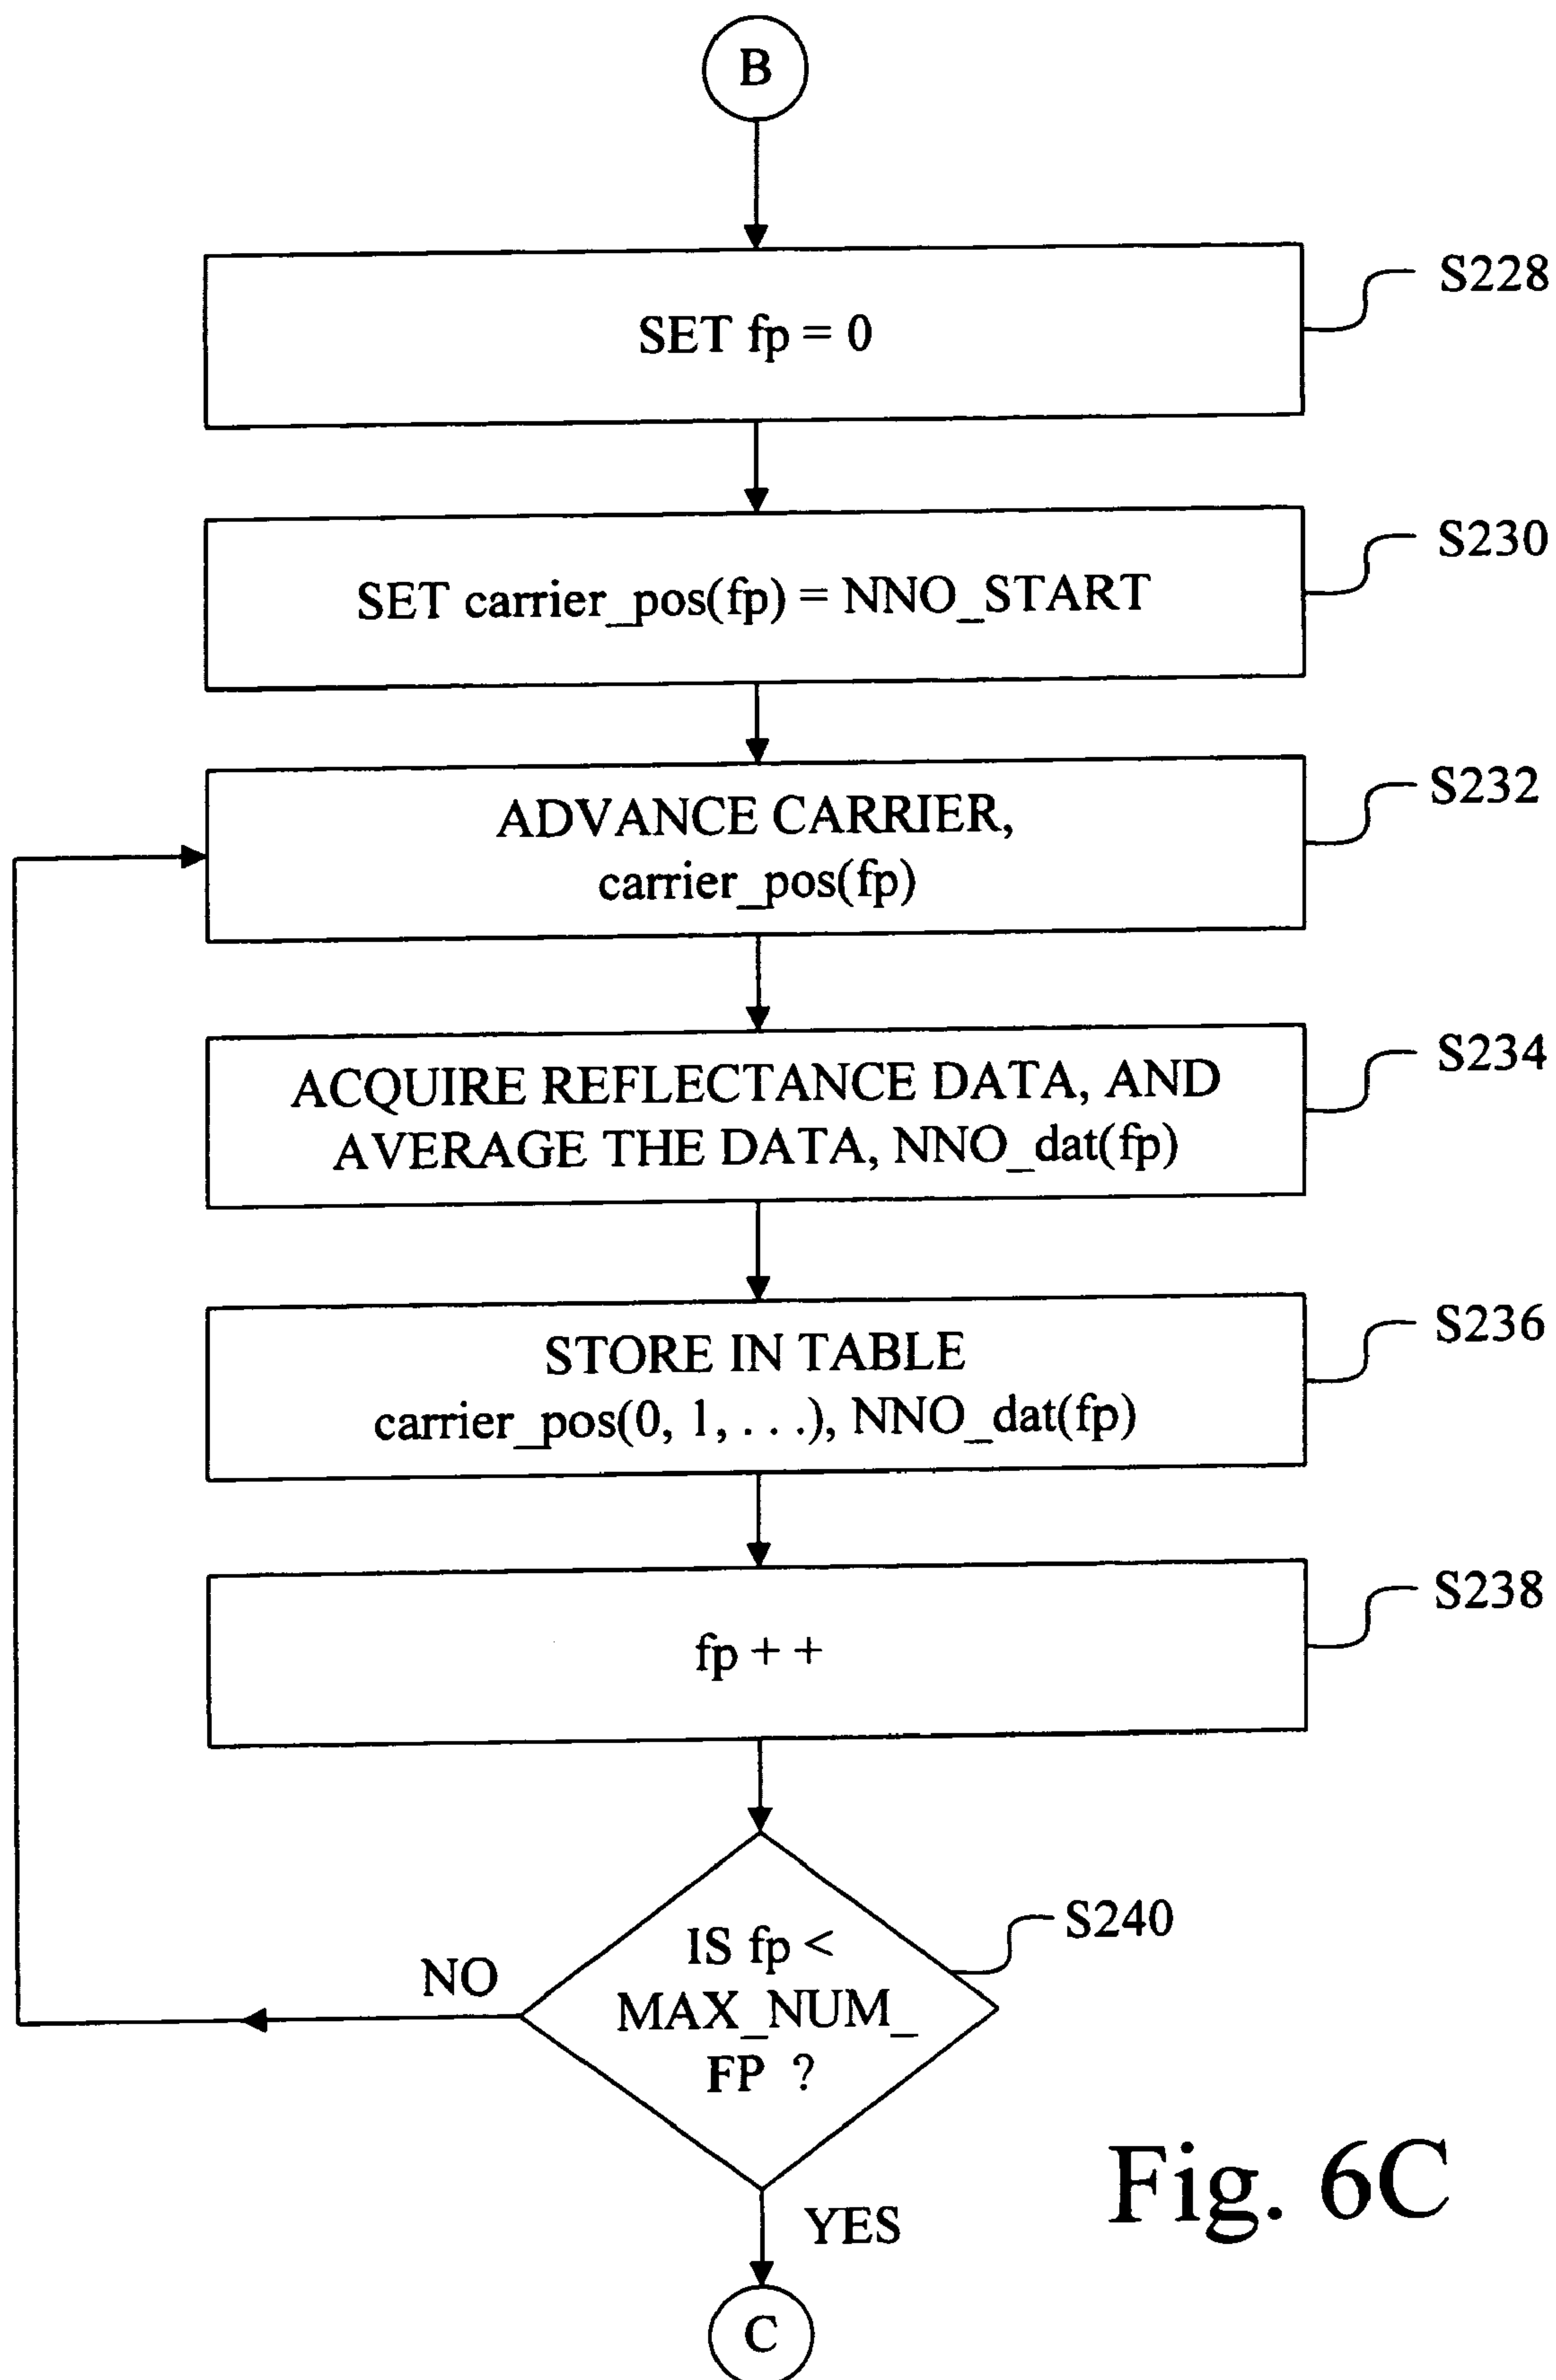 B
SET fp = 0
S228
SET carrier_pos(fp) = NNO_START
S230
ADVANCE CARRIER,
carrier_pos(fp)
S232
ACQUIRE REFLECTANCE DATA, AND
AVERAGE THE DATA, NNO_dat(fp)
S234
STORE IN TABLE
carrier_pos(0, 1, . . .), NNO_dat(fp)
S236
fp + +
S238
IS fp <
MAX_NUM_
FP ?
S240
NO
YES
C
Fig. 6C